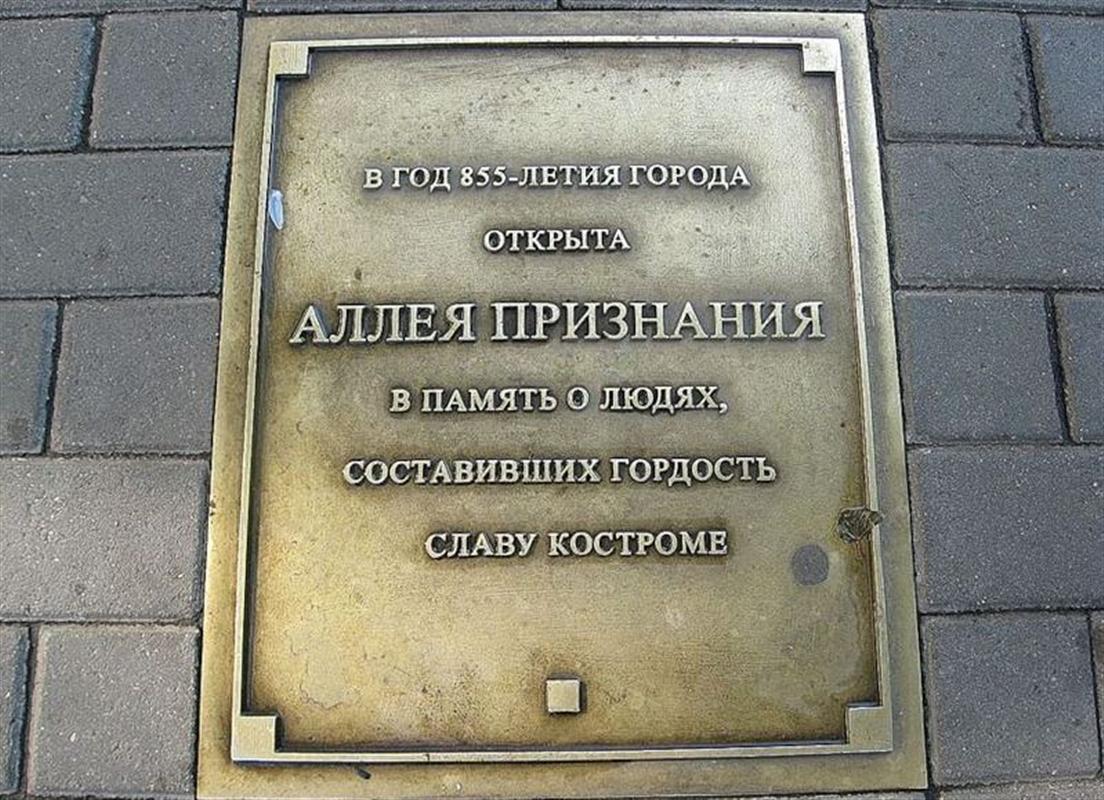 В ГОД 855-ЛЕТИЯ ГОРОДА
ОТКРЫТА
АЛЛЕЯ ПРИЗНАНИЯ
В ПАМЯТЬ О ЛЮДЯХ,
СОСТАВИВШИХ ГОРДОСТЬ
СЛАВУ КОСТРОМЕ